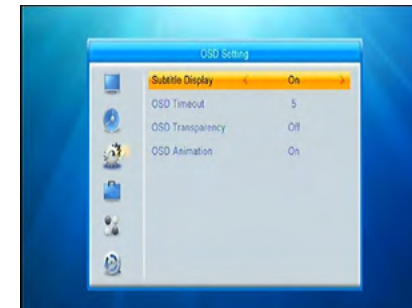 OSD Setting
Subtitle Display < On >
OSD Timeout 5
OSD Transparency Off
OSD Animation On